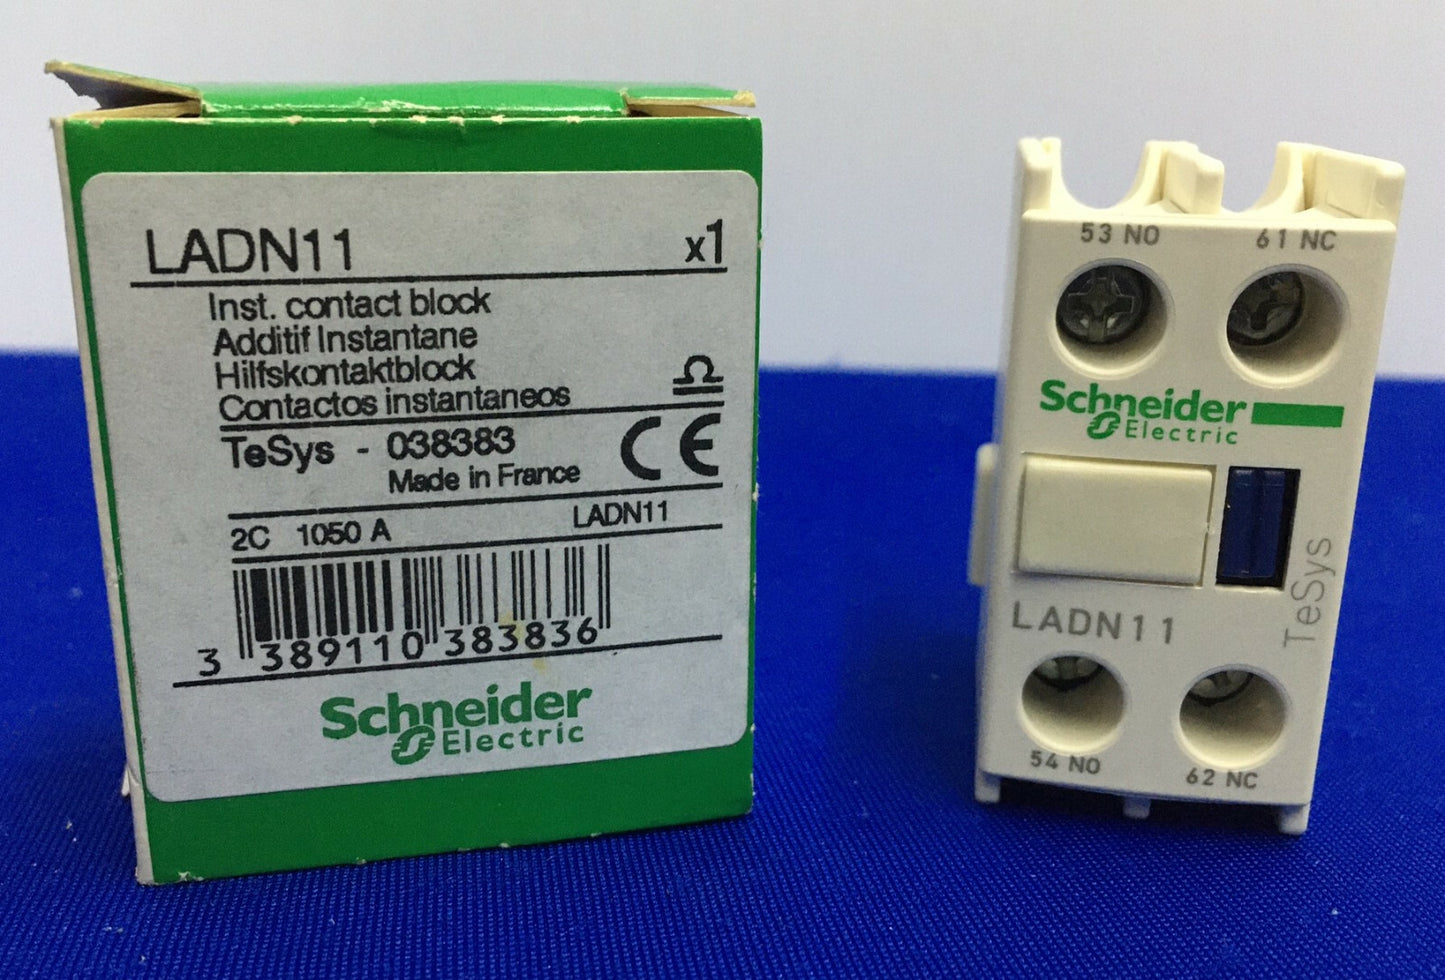 LADN11 x1
Inst. contact block
Additif Instantane
Hilfskontaktblock
Contactos instantaneos
TeSys - 038383
CE
Made in France
2C 1050 A LADN11
3 389110 383836
Schneider
Electric
53 NO 61 NC
Schneider
Electric
TeSys
LADN11
54 NO 62 NC